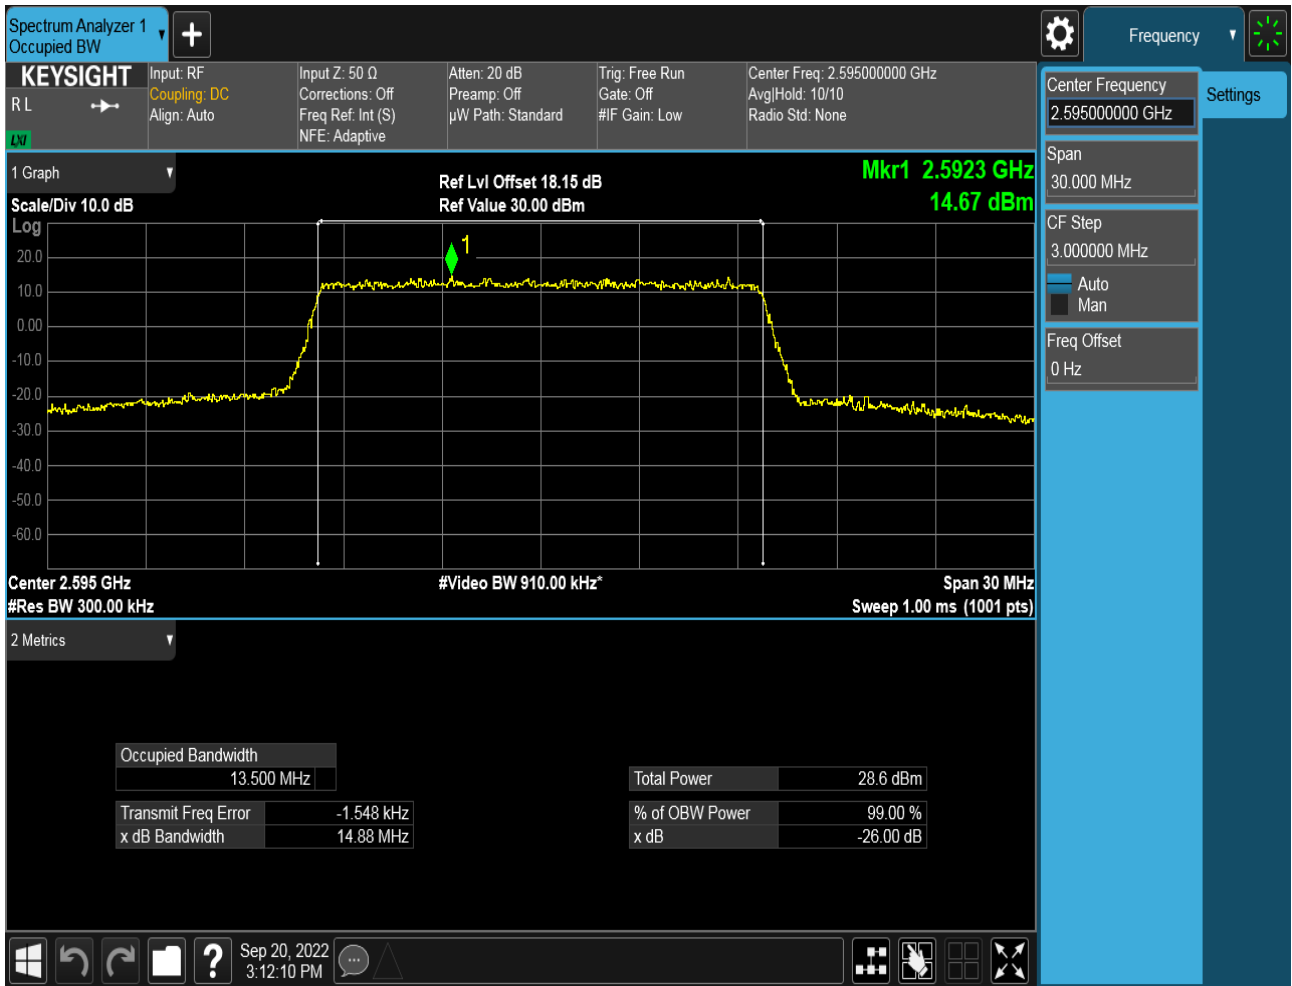 Spectrum Analyzer 1
Occupied BW
Frequency
KEYSIGHT
R L
LXI
Input: RF
Coupling: DC
Align: Auto
Input Z: 50 Ω
Corrections: Off
Freq Ref: Int (S)
NFE: Adaptive
Atten: 20 dB
Preamp: Off
µW Path: Standard
Trig: Free Run
Gate: Off
#IF Gain: Low
Center Freq: 2.595000000 GHz
Avg|Hold: 10/10
Radio Std: None
Center Frequency
2.595000000 GHz
Settings
Span
30.000 MHz
CF Step
3.000000 MHz
Auto
Man
Freq Offset
0 Hz
1 Graph
Scale/Div 10.0 dB
Ref Lvl Offset 18.15 dB
Ref Value 30.00 dBm
Mkr1 2.5923 GHz
14.67 dBm
Log
1
20.0
10.0
0.00
-10.0
-20.0
-30.0
-40.0
-50.0
-60.0
Center 2.595 GHz
#Video BW 910.00 kHz*
Span 30 MHz
#Res BW 300.00 kHz
Sweep 1.00 ms (1001 pts)
2 Metrics
Occupied Bandwidth
13.500 MHz
Total Power 28.6 dBm
Transmit Freq Error -1.548 kHz
% of OBW Power 99.00 %
x dB Bandwidth 14.88 MHz
x dB -26.00 dB
?
Sep 20, 2022
3:12:10 PM